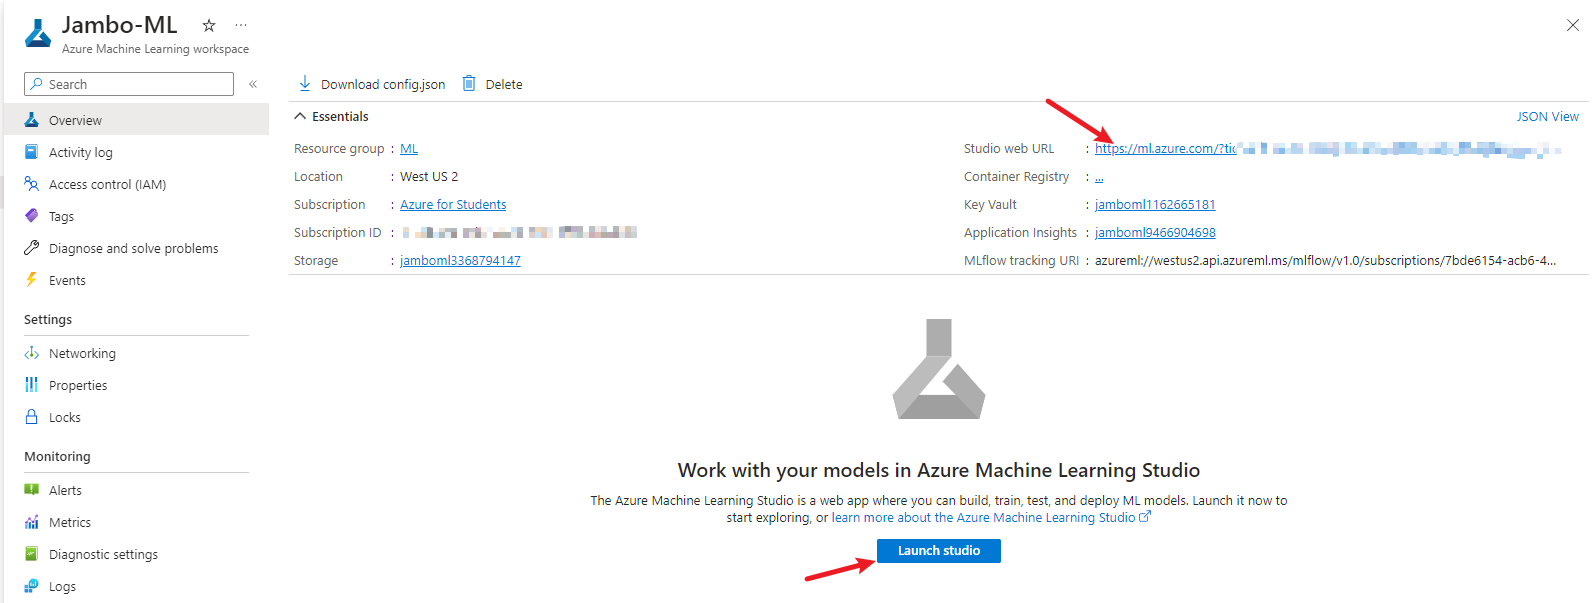 Jambo-ML
Azure Machine Learning workspace
Search
Overview
Activity log
Access control (IAM)
Tags
Diagnose and solve problems
Events
Settings
Networking
Properties
Locks
Monitoring
Alerts
Metrics
Diagnostic settings
Logs
Download config.json Delete
Essentials JSON View
Resource group : ML
Location : West US 2
Subscription : Azure for Students
Subscription ID :
Storage : jamboml3368794147
Studio web URL : https://ml.azure.com/?tid
Container Registry : ...
Key Vault : jamboml1162665181
Application Insights : jamboml9466904698
MLflow tracking URI : azureml://westus2.api.azureml.ms/mlflow/v1.0/subscriptions/7bde6154-acb6-4...
Work with your models in Azure Machine Learning Studio
The Azure Machine Learning Studio is a web app where you can build, train, test, and deploy ML models. Launch it now to
start exploring, or learn more about the Azure Machine Learning Studio
Launch studio